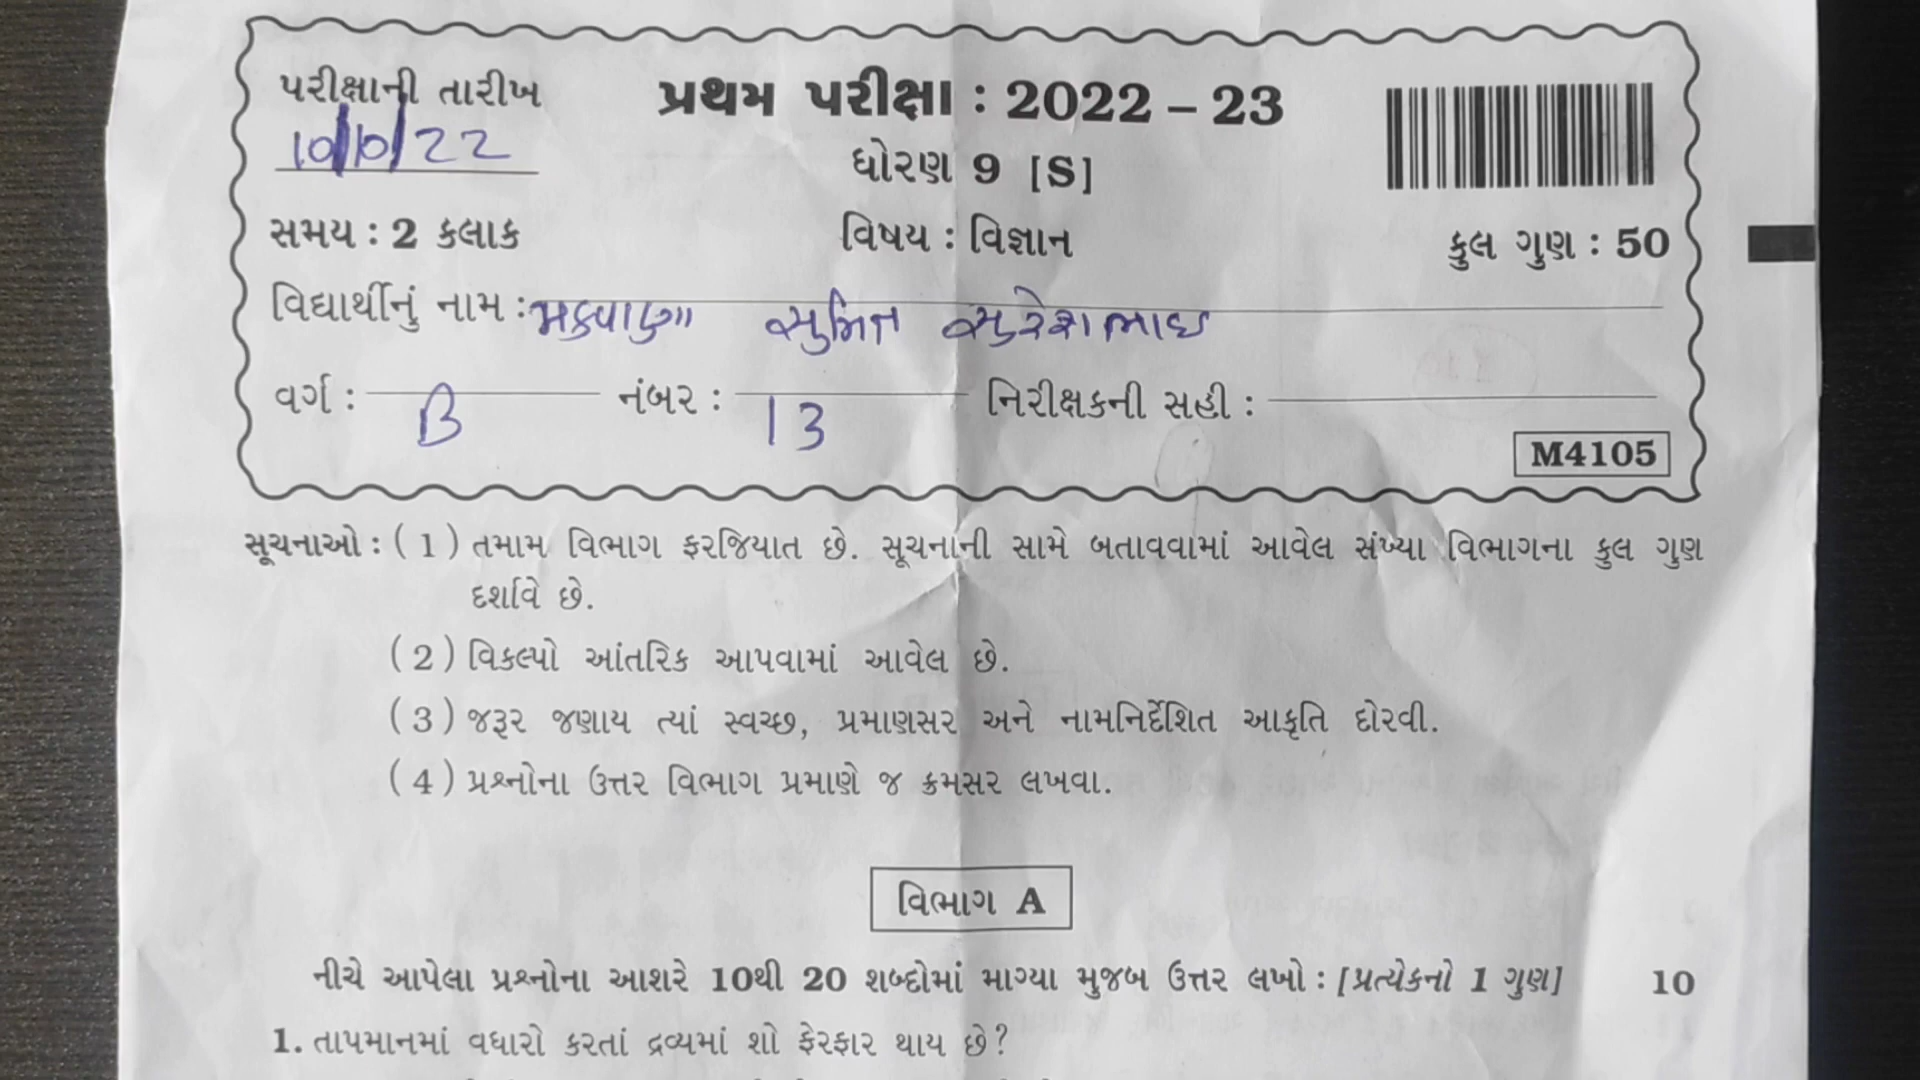 પરીક્ષાની તારીખ
10/10/22
પ્રથમ પરીક્ષા : 2022 – 23
ધોરણ 9 [S]
સમય : 2 કલાક
વિષય : વિજ્ઞાન
કુલ ગુણ : 50
વિદ્યાર્થીનું નામ : મકવાણા સુમિત સુરેશભાઇ
વર્ગ : B નંબર : 13 નિરીક્ષકની સહી :
M4105
સૂચનાઓ : (1) તમામ વિભાગ ફરજિયાત છે. સૂચનાની સામે બતાવવામાં આવેલ સંખ્યા વિભાગના કુલ ગુણ
દર્શાવે છે.
(2) વિકલ્પો આંતરિક આપવામાં આવેલ છે.
(3) જરૂર જણાય ત્યાં સ્વચ્છ, પ્રમાણસર અને નામનિર્દેશિત આકૃતિ દોરવી.
(4) પ્રશ્નોના ઉત્તર વિભાગ પ્રમાણે જ ક્રમસર લખવા.
વિભાગ A
નીચે આપેલા પ્રશ્નોના આશરે 10થી 20 શબ્દોમાં માગ્યા મુજબ ઉત્તર લખો : [પ્રત્યેકનો 1 ગુણ] 10
1. તાપમાનમાં વધારો કરતાં દ્રવ્યમાં શો ફેરફાર થાય છે?